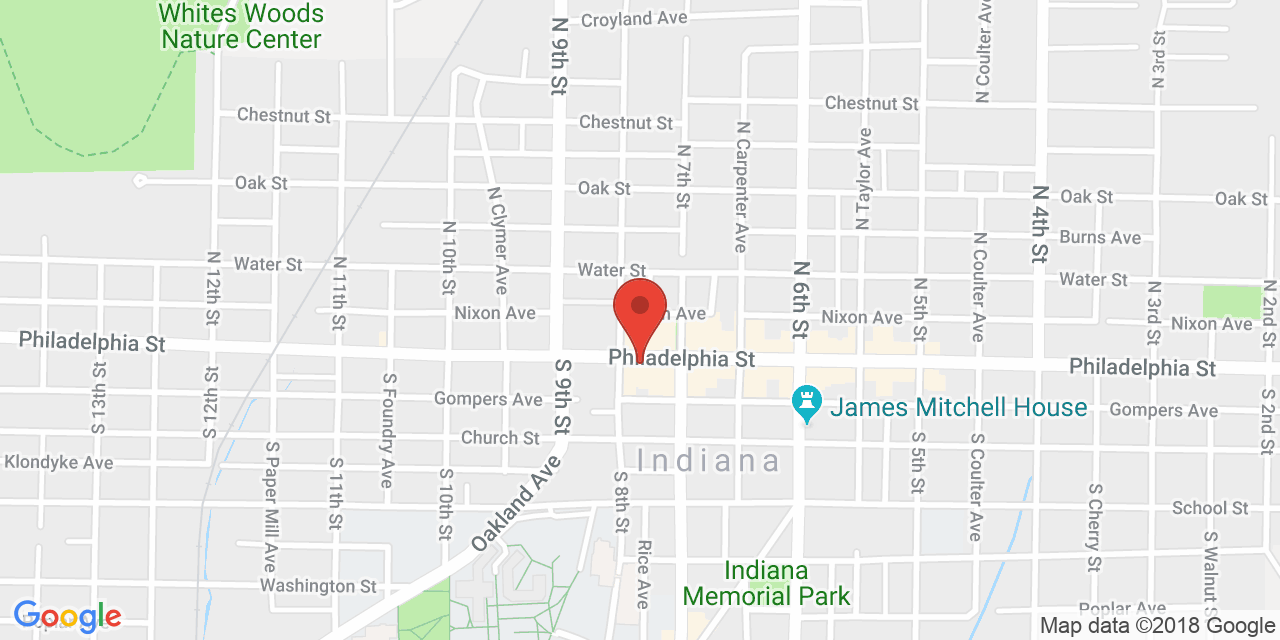 Whites Woods
Nature Center
Croyland Ave
N 9th St
N Coulter Ave
N 3rd St
Chestnut St
Chestnut St
Chestnut St
N Carpenter Ave
N Taylor Ave
N 7th St
Oak St
Oak St
Oak St
Oak St
N Clymer Ave
N 4th St
N 10th St
Burns Ave
N 12th St
N 11th St
Water St
Water St
Water St
N 6th St
N 5th St
N Coulter Ave
N 3rd St
N 2nd St
Nixon Ave
Ave
Nixon Ave
Nixon Ave
Philadelphia St
Philadelphia St
Philadelphia St
S 13th St
S 12th St
S Foundry Ave
S 9th St
Gompers Ave
James Mitchell House
Gompers Ave
S 2nd St
Church St
Klondyke Ave
Indiana
S Paper Mill Ave
S 11th St
S 10th St
Oakland Ave
S 8th St
S 5th St
S Coulter Ave
S Cherry St
School St
S Walnut St
Rice Ave
Washington St
Indiana
Memorial Park
Poplar Ave
Google
Map data ©2018 Google